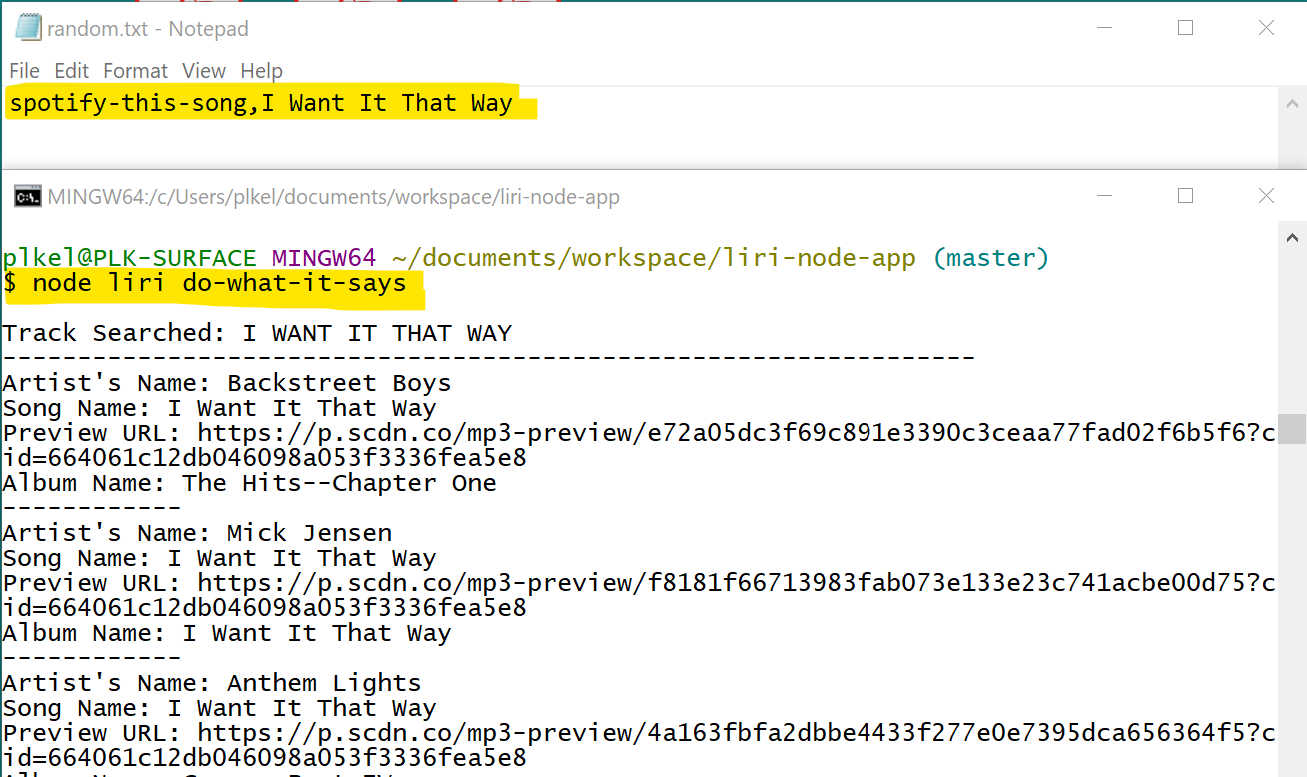 random.txt - Notepad
File Edit Format View Help
spotify-this-song,I Want It That Way
MINGW64:/c/Users/plkel/documents/workspace/liri-node-app
plkel@PLK-SURFACE MINGW64 ~/documents/workspace/liri-node-app (master)
$ node liri do-what-it-says
Track Searched: I WANT IT THAT WAY
-----------------------------------------------------------------
Artist's Name: Backstreet Boys
Song Name: I Want It That Way
Preview URL: https://p.scdn.co/mp3-preview/e72a05dc3f69c891e3390c3ceaa77fad02f6b5f6?c
id=664061c12db046098a053f3336fea5e8
Album Name: The Hits--Chapter One
------------
Artist's Name: Mick Jensen
Song Name: I Want It That Way
Preview URL: https://p.scdn.co/mp3-preview/f8181f66713983fab073e133e23c741acbe00d75?c
id=664061c12db046098a053f3336fea5e8
Album Name: I Want It That Way
------------
Artist's Name: Anthem Lights
Song Name: I Want It That Way
Preview URL: https://p.scdn.co/mp3-preview/4a163fbfa2dbbe4433f277e0e7395dca656364f5?c
id=664061c12db046098a053f3336fea5e8